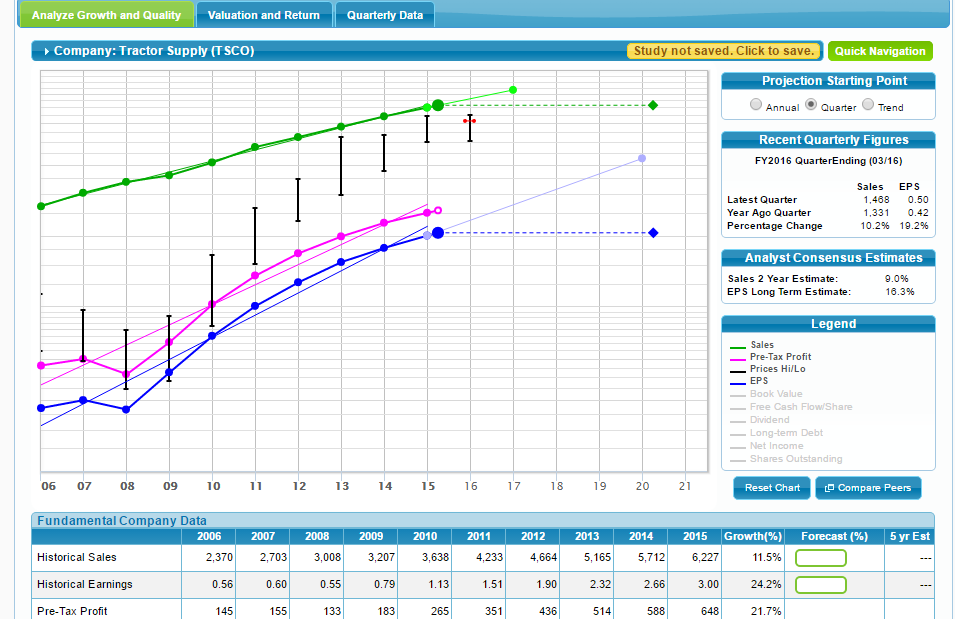 Analyze Growth and Quality Valuation and Return Quarterly Data
Company: Tractor Supply (TSCO) Study not saved. Click to save. Quick Navigation
Projection Starting Point
Annual Quarter Trend
Recent Quarterly Figures
FY2016 QuarterEnding (03/16)
Sales EPS
Latest Quarter 1,468 0.50
Year Ago Quarter 1,331 0.42
Percentage Change 10.2% 19.2%
Analyst Consensus Estimates
Sales 2 Year Estimate: 9.0%
EPS Long Term Estimate: 16.3%
Legend
Sales
Pre-Tax Profit
Prices Hi/Lo
EPS
Book Value
Free Cash Flow/Share
Dividend
Long-term Debt
Net Income
Shares Outstanding
06 07 08 09 10 11 12 13 14 15 16 17 18 19 20 21
Reset Chart Compare Peers
Fundamental Company Data
2006 2007 2008 2009 2010 2011 2012 2013 2014 2015 Growth(%) Forecast (%) 5 yr Est
Historical Sales 2,370 2,703 3,008 3,207 3,638 4,233 4,664 5,165 5,712 6,227 11.5% ---
Historical Earnings 0.56 0.60 0.55 0.79 1.13 1.51 1.90 2.32 2.66 3.00 24.2% ---
Pre-Tax Profit 145 155 133 183 265 351 436 514 588 648 21.7%